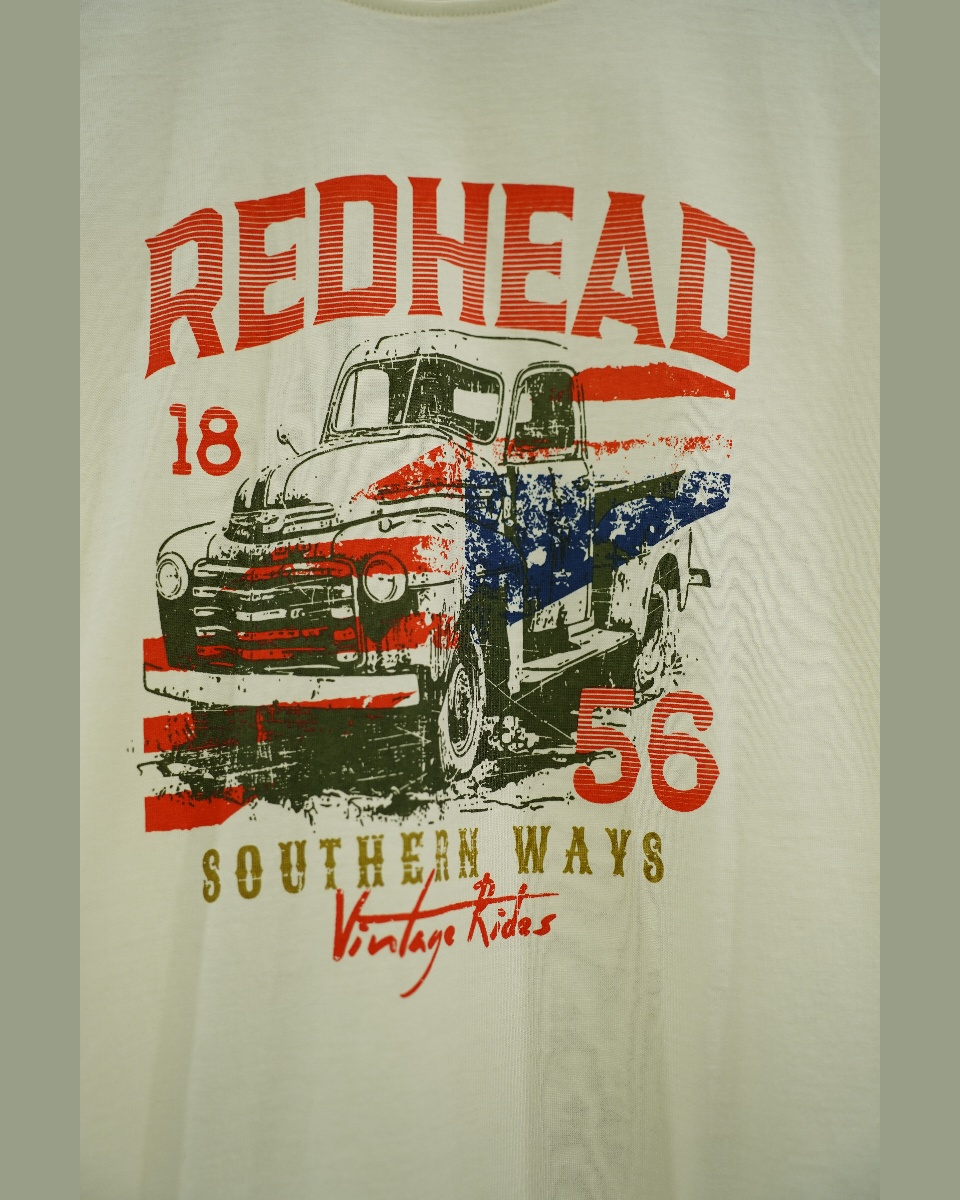 REDHEAD
18
56
SOUTHERN WAYS
Vintage Rides